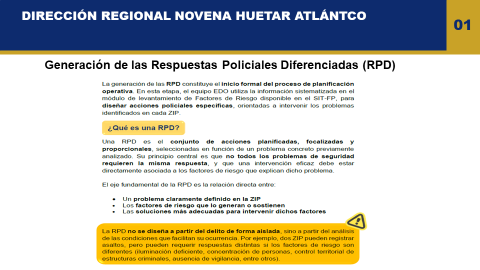 DIRECCIÓN REGIONAL NOVENA HUETAR ATLÁNTCO
01
Generación de las Respuestas Policiales Diferenciadas (RPD)
La generación de las RPD constituye el inicio formal del proceso de planificación
operativa. En esta etapa, el equipo EDO utiliza la información sistematizada en el
módulo de levantamiento de Factores de Riesgo disponible en el SIT-FP, para
diseñar acciones policiales específicas, orientadas a intervenir los problemas
identificados en cada ZIP.
¿Qué es una RPD?
Una RPD es el conjunto de acciones planificadas, focalizadas y
proporcionales, seleccionadas en función de un problema concreto previamente
analizado. Su principio central es que no todos los problemas de seguridad
requieren la misma respuesta, y que una intervención eficaz debe estar
directamente asociada a los factores de riesgo que explican dicho problema.
El eje fundamental de la RPD es la relación directa entre:
• Un problema claramente definido en la ZIP
• Los factores de riesgo que lo generan o sostienen
• Las soluciones más adecuadas para intervenir dichos factores
La RPD no se diseña a partir del delito de forma aislada, sino a partir del análisis
de las condiciones que facilitan su ocurrencia. Por ejemplo, dos ZIP pueden registrar
asaltos, pero pueden requerir respuestas distintas si los factores de riesgo son
diferentes (iluminación deficiente, concentración de personas, control territorial de
estructuras criminales, ausencia de vigilancia, entre otros).